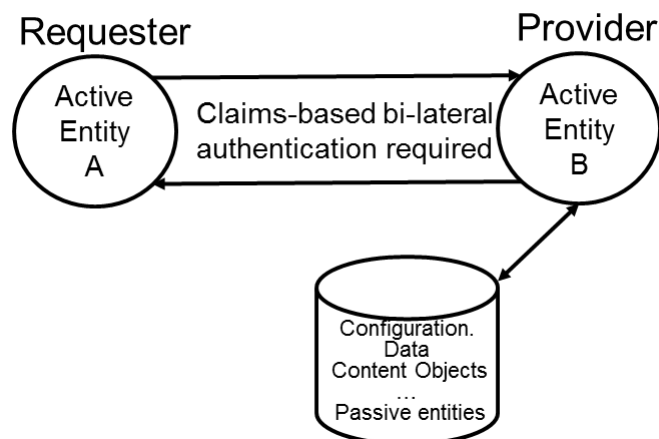 Requester
Provider
Active
Entity
A
Claims-based bi-lateral
authentication required
Active
Entity
B
Configuration.
Data
Content Objects
...
Passive entities